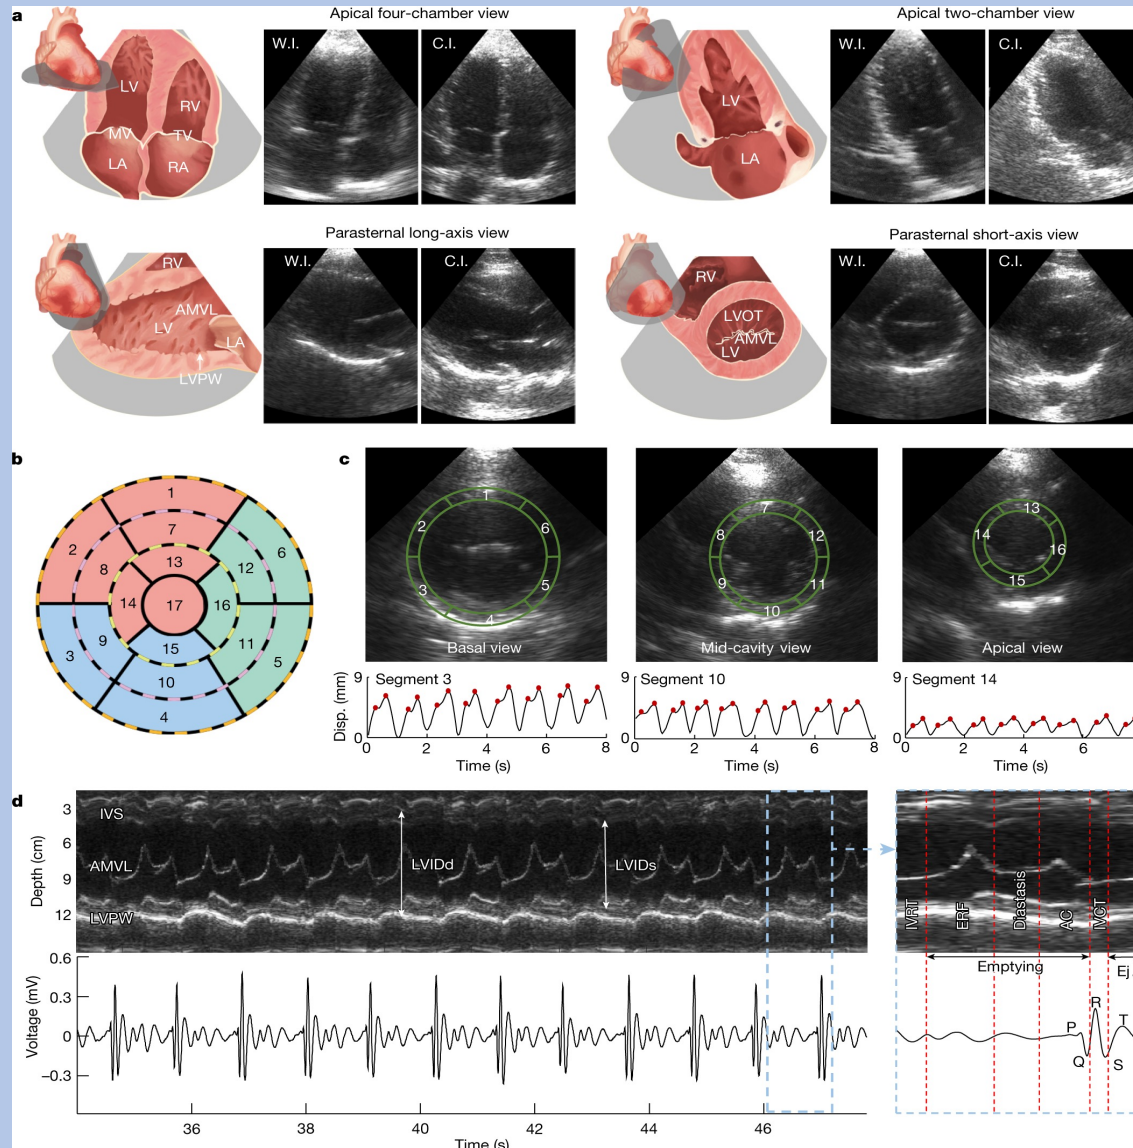 a
Apical four-chamber view
W.I.
C.I.
LV
RV
MV
TV
LA
RA
Apical two-chamber view
W.I.
C.I.
LV
LA
Parasternal long-axis view
W.I.
C.I.
RV
AMVL
LV
LA
LVPW
Parasternal short-axis view
W.I.
C.I.
RV
LVOT
AMVL
LV
b
1
2
7
6
8
13
12
14
17
16
3
9
15
11
5
10
4
c
1
2
6
3
5
4
Basal view
7
8
12
9
11
10
Mid-cavity view
13
14
16
15
Apical view
Disp. (mm)
9
0
Segment 3
0 2 4 6 8
Time (s)
9
0
Segment 10
0 2 4 6 8
Time (s)
9
0
Segment 14
0 2 4 6
Time (s)
d
Depth (cm)
3
6
9
12
IVS
AMVL
LVPW
LVIDd
LVIDs
IVRT
ERF
Diastasis
AC
IVCT
Emptying
Ej.
Voltage (mV)
0.6
0.3
0
−0.3
P
Q
R
S
T
36 38 40 42 44 46
Time (s)